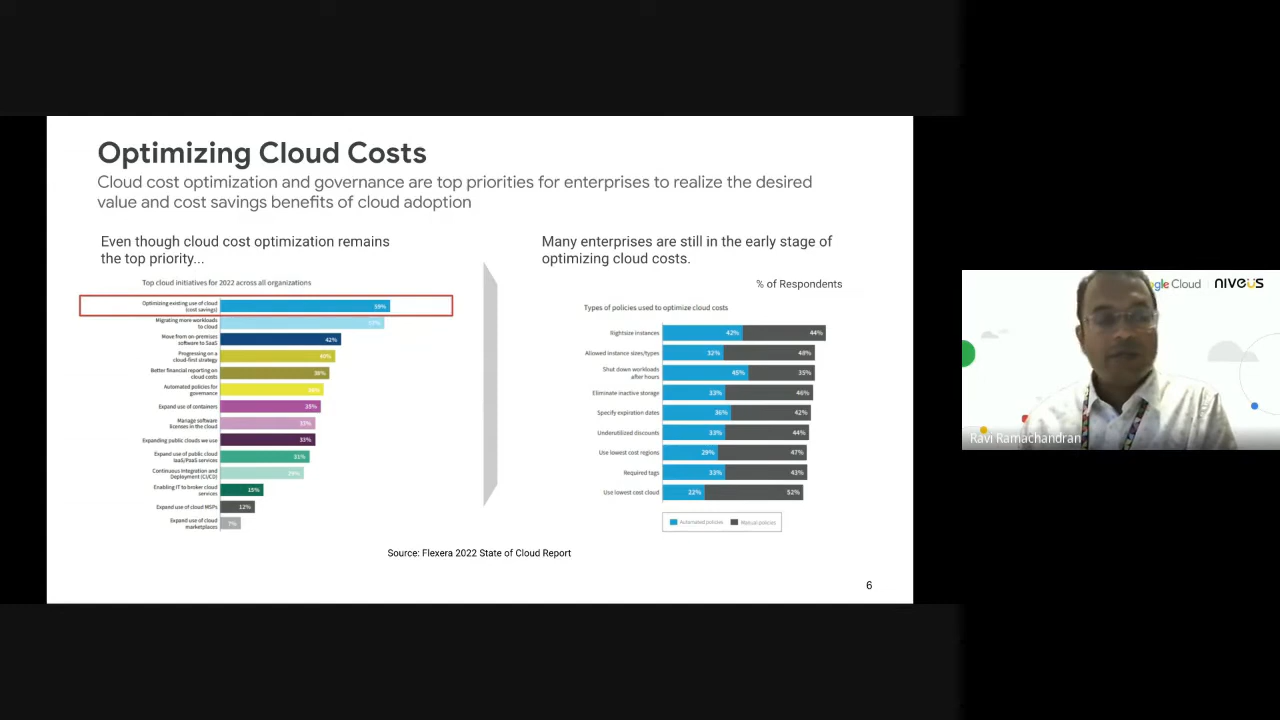 Optimizing Cloud Costs
Cloud cost optimization and governance are top priorities for enterprises to realize the desired
value and cost savings benefits of cloud adoption
Even though cloud cost optimization remains
the top priority...
Top cloud initiatives for 2022 across all organizations
Optimizing existing use of cloud
(cost savings)
59%
Migrating more workloads
to cloud
57%
Move from on-premises
software to SaaS
42%
Progressing on a
cloud-first strategy
40%
Better financial reporting on
cloud costs
38%
Automated policies for
governance
Expand use of containers
35%
Manage software
licenses in the cloud
33%
Expanding public clouds we use
33%
Expand use of public cloud
IaaS/PaaS services
31%
Continuous Integration and
Deployment (CI/CD)
29%
Enabling IT to broker cloud
services
15%
Expand use of cloud MSPs
12%
Expand use of cloud
marketplaces
7%
Many enterprises are still in the early stage of
optimizing cloud costs.
% of Respondents
Types of policies used to optimize cloud costs
Rightsize instances 42% 44%
Allowed instance sizes/types 32% 48%
Shut down workloads
after hours
45% 35%
Eliminate inactive storage 33% 46%
Specify expiration dates 36% 42%
Underutilized discounts 33% 44%
Use lowest cost regions 29% 47%
Required tags 33% 43%
Use lowest cost cloud 22% 52%
Automated policies Manual policies
Source: Flexera 2022 State of Cloud Report
6
ogle Cloud niveus
Ravi Ramachandran